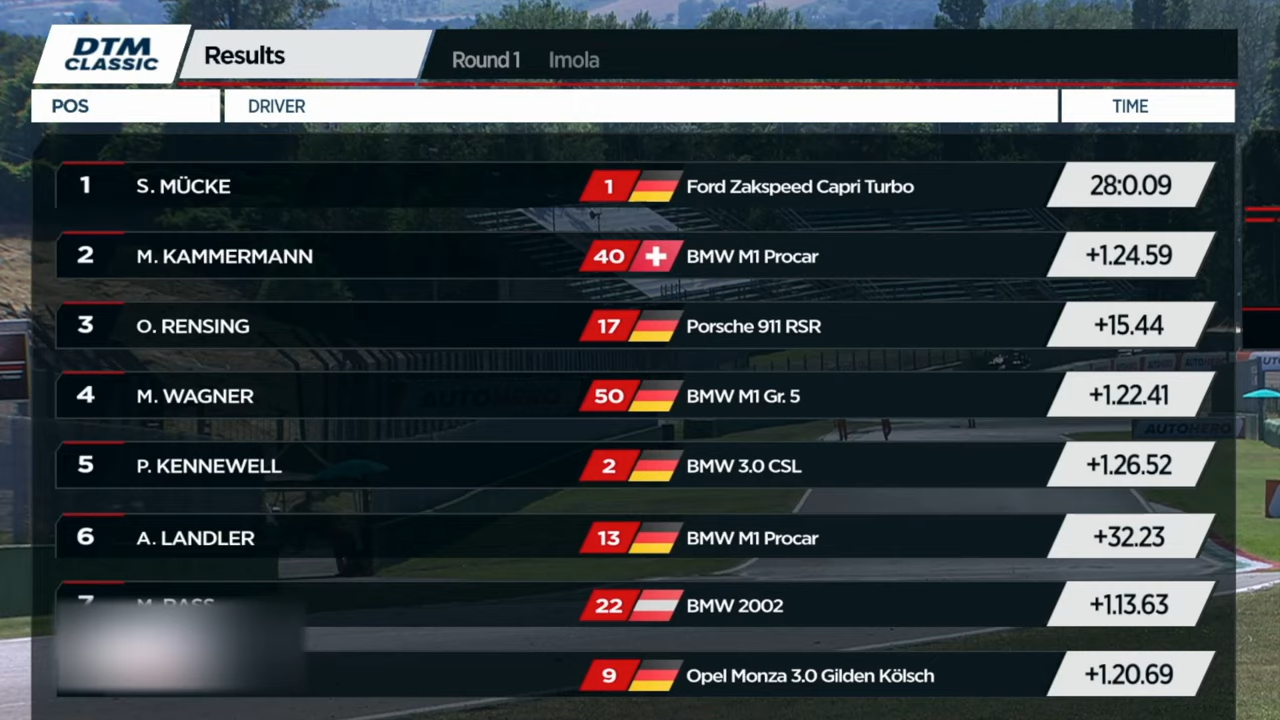 DTM
CLASSIC
Results
Round 1 Imola
POS DRIVER TIME
1 S. MÜCKE 1 Ford Zakspeed Capri Turbo 28:0.09
2 M. KAMMERMANN 40 BMW M1 Procar +1.24.59
3 O. RENSING 17 Porsche 911 RSR +15.44
4 M. WAGNER 50 BMW M1 Gr. 5 +1.22.41
5 P. KENNEWELL 2 BMW 3.0 CSL +1.26.52
6 A. LANDLER 13 BMW M1 Procar +32.23
7 22 BMW 2002 +1.13.63
9 Opel Monza 3.0 Gilden Kölsch +1.20.69
AUTOHERO
AUTOHERO